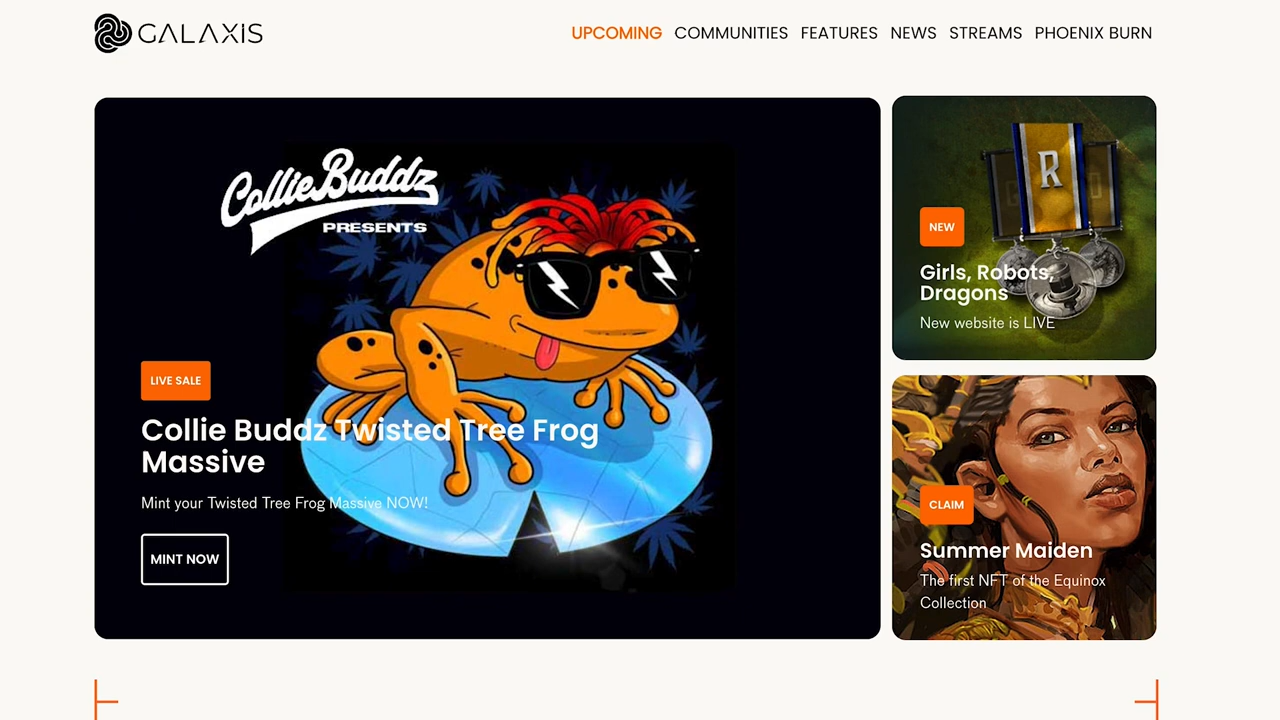 GALAXIS
UPCOMING COMMUNITIES FEATURES NEWS STREAMS PHOENIX BURN
Collie Buddz
PRESENTS
LIVE SALE
Collie Buddz Twisted Tree Frog
Massive
Mint your Twisted Tree Frog Massive NOW!
MINT NOW
R
NEW
Girls, Robots,
Dragons
New website is LIVE
CLAIM
Summer Maiden
The first NFT of the Equinox
Collection